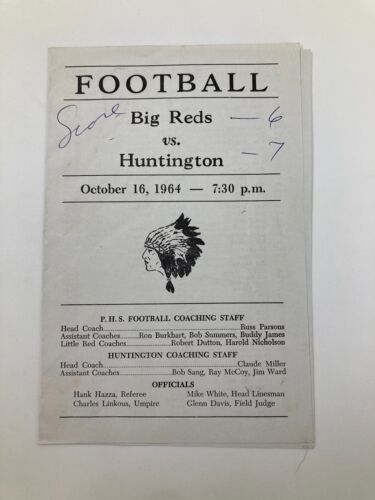 FOOTBALL
Score
Big Reds — 6
vs.
Huntington — 7
October 16, 1964 — 7:30 p.m.
P.H.S. FOOTBALL COACHING STAFF
Head Coach........Russ Parsons
Assistant Coaches........Ron Burkhart, Bob Summers, Buddy James
Little Red Coaches........Robert Dutton, Harold Nicholson
HUNTINGTON COACHING STAFF
Head Coach........Claude Miller
Assistant Coaches........Bob Sang, Ray McCoy, Jim Ward
OFFICIALS
Hank Hazza, Referee Mike White, Head Linesman
Charles Linkous, Umpire Glenn Davis, Field Judge